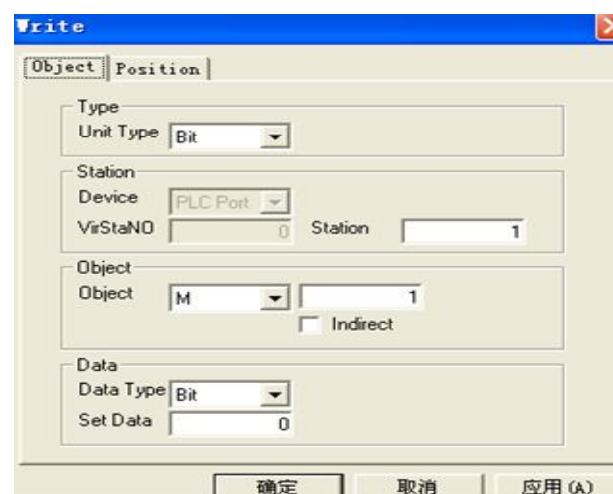 Write
Object Position
Type
Unit Type Bit
Station
Device PLC Port
VirStaNO 0 Station 1
Object
Object M 1
Indirect
Data
Data Type Bit
Set Data 0
确定 取消 应用(A)